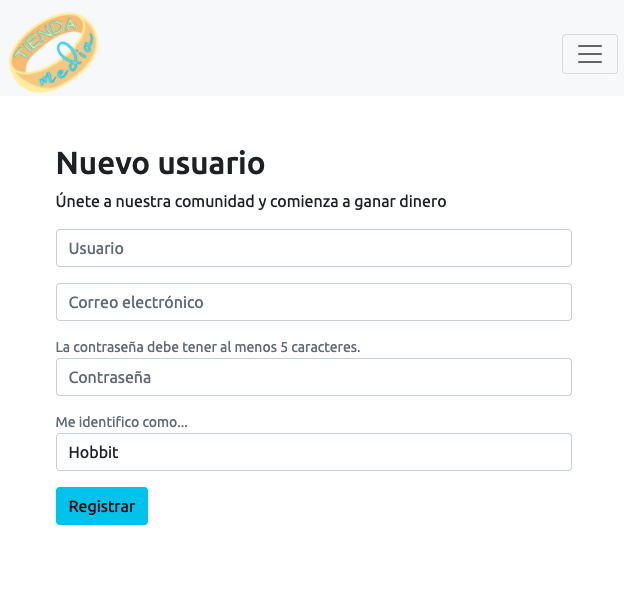 TIENDA
media
Nuevo usuario
Únete a nuestra comunidad y comienza a ganar dinero
Usuario
Correo electrónico
La contraseña debe tener al menos 5 caracteres.
Contraseña
Me identifico como...
Hobbit
Registrar